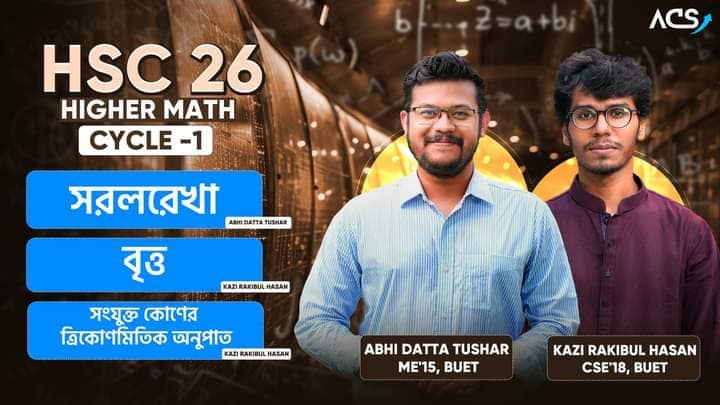 HSC 26
HIGHER MATH
CYCLE -1
সরলরেখা
ABHI DATTA TUSHAR
বৃত্ত
KAZI RAKIBUL HASAN
সংযুক্ত কোণের
ত্রিকোণমিতিক অনুপাত
KAZI RAKIBUL HASAN
b
z=a+bi
p(w)
ACS
ABHI DATTA TUSHAR
ME'15, BUET
KAZI RAKIBUL HASAN
CSE'18, BUET